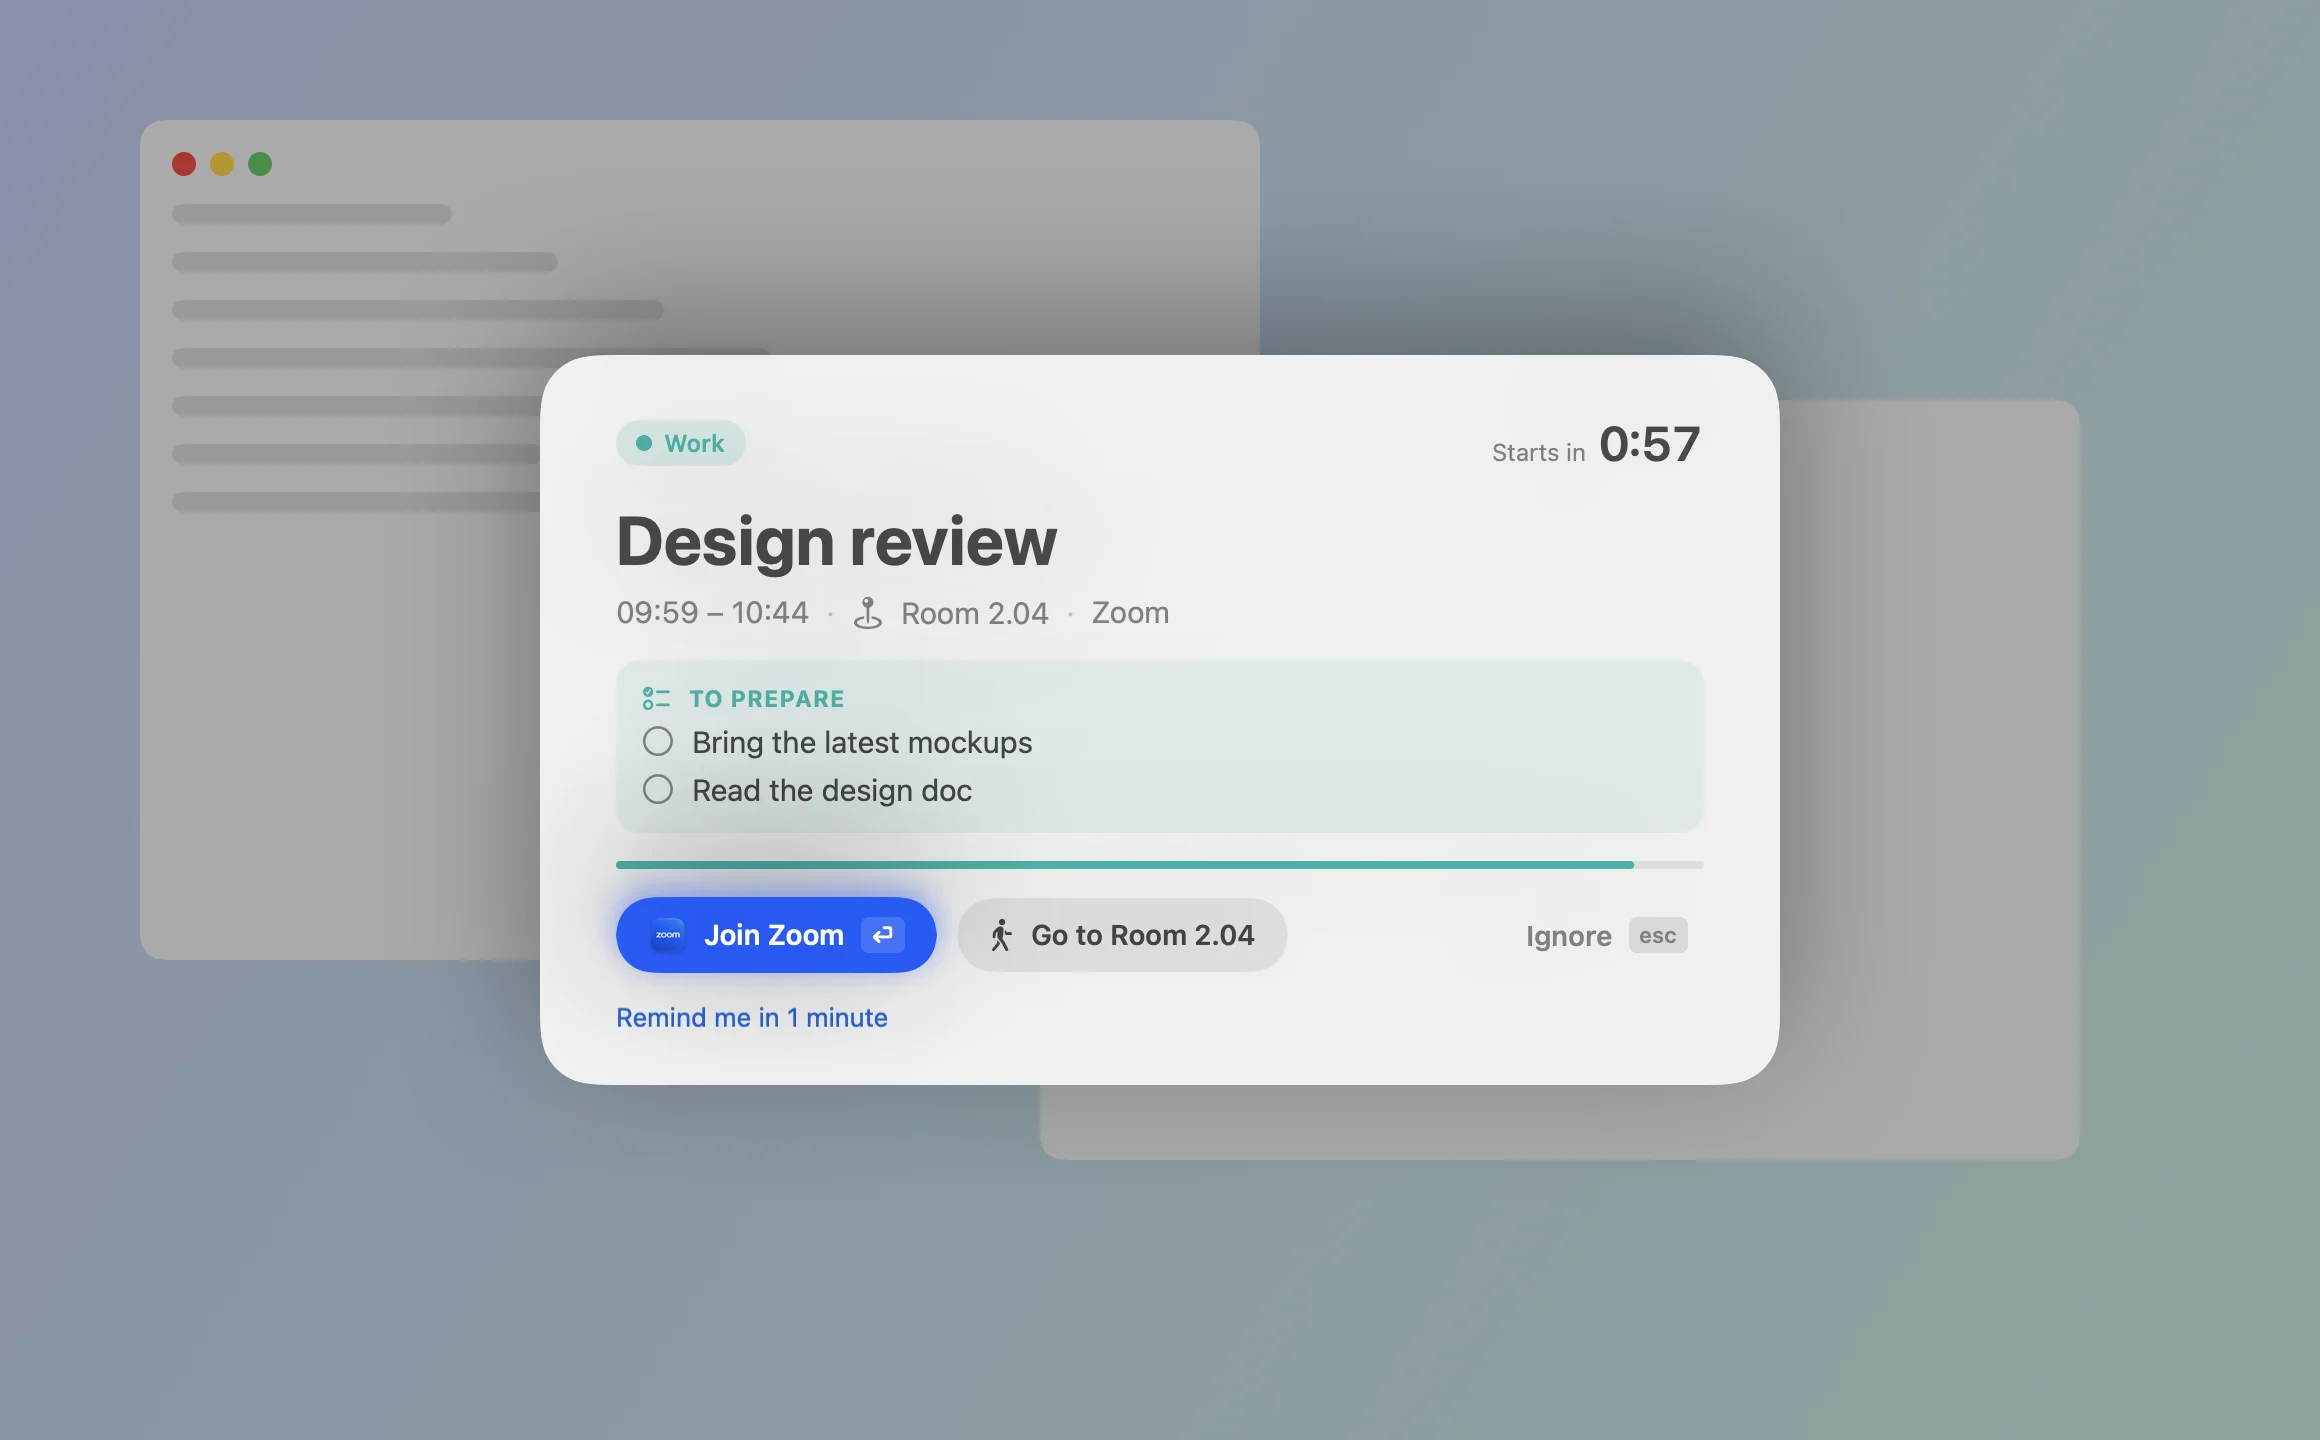 Work
Starts in 0:57
Design review
09:59 – 10:44 · Room 2.04 · Zoom
TO PREPARE
Bring the latest mockups
Read the design doc
zoom Join Zoom
Go to Room 2.04
Ignore esc
Remind me in 1 minute